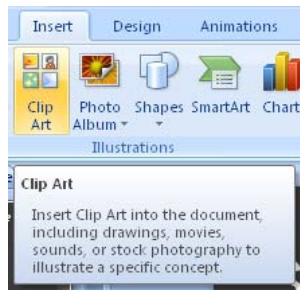 Insert Design Animations
Clip Photo Shapes SmartArt Chart
Art Album
Illustrations
Clip Art
Insert Clip Art into the document,
including drawings, movies,
sounds, or stock photography to
illustrate a specific concept.